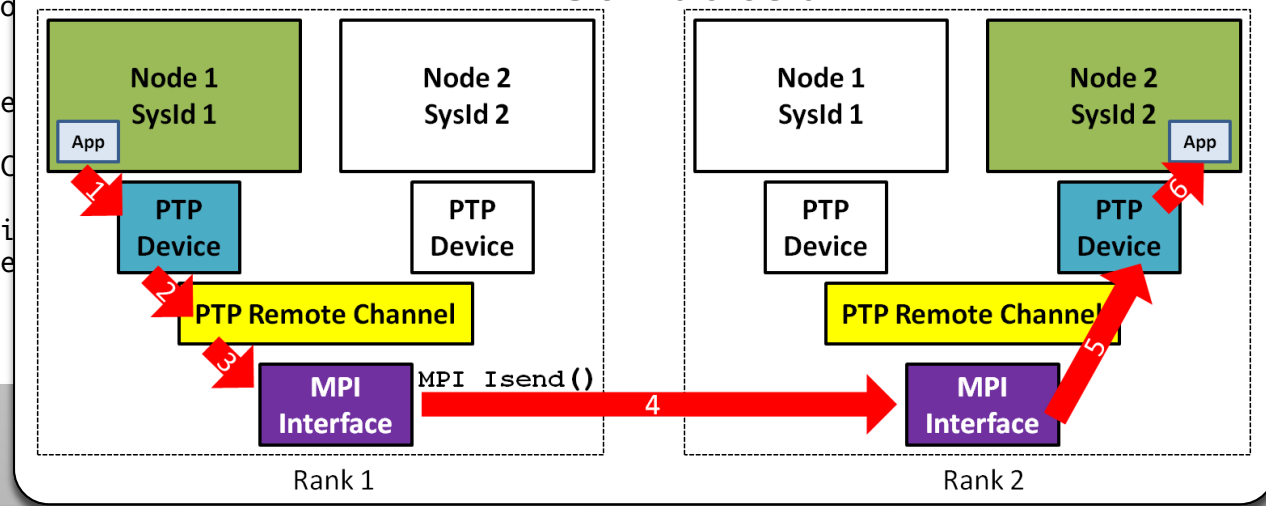 Node 1
SysId 1
App
Node 2
SysId 2
Node 1
SysId 1
Node 2
SysId 2
App
1
PTP
Device
PTP
Device
PTP
Device
PTP
Device
6
2
PTP Remote Channel
PTP Remote Channel
3
5
MPI
Interface
MPI Isend()
4
MPI
Interface
Rank 1
Rank 2